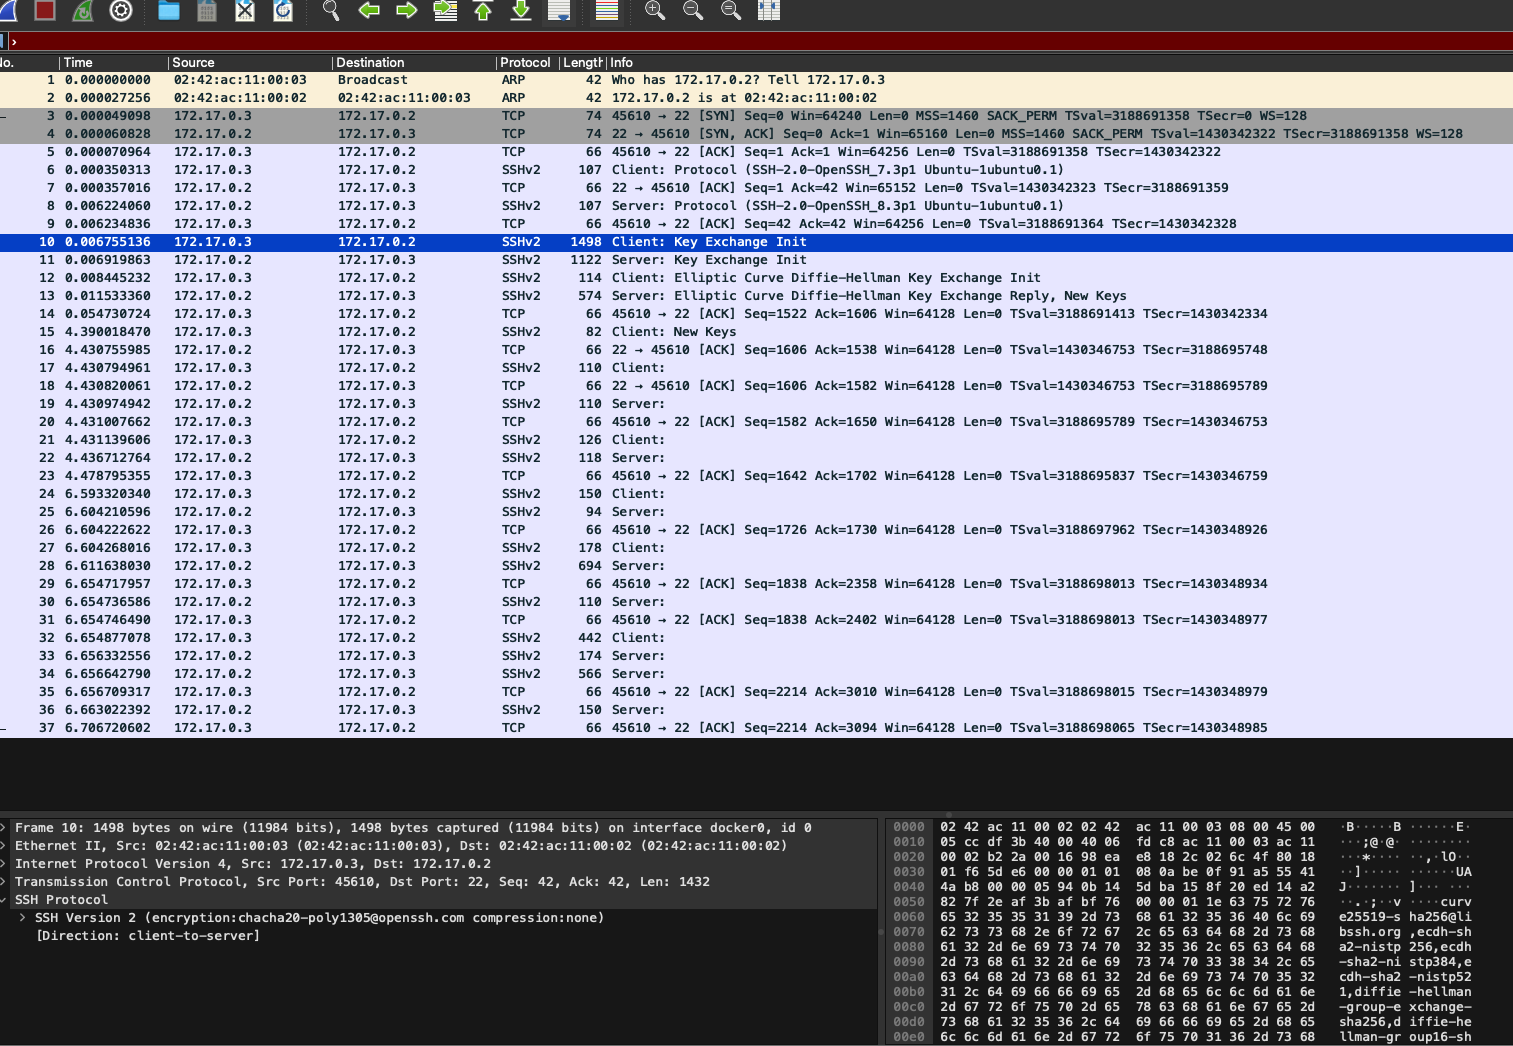 No. Time Source Destination Protocol Length Info
1 0.000000000 02:42:ac:11:00:03 Broadcast ARP 42 Who has 172.17.0.2? Tell 172.17.0.3
2 0.000027256 02:42:ac:11:00:02 02:42:ac:11:00:03 ARP 42 172.17.0.2 is at 02:42:ac:11:00:02
3 0.000049098 172.17.0.3 172.17.0.2 TCP 74 45610 → 22 [SYN] Seq=0 Win=64240 Len=0 MSS=1460 SACK_PERM TSval=3188691358 TSecr=0 WS=128
4 0.000060828 172.17.0.2 172.17.0.3 TCP 74 22 → 45610 [SYN, ACK] Seq=0 Ack=1 Win=65160 Len=0 MSS=1460 SACK_PERM TSval=1430342322 TSecr=3188691358 WS=128
5 0.000070964 172.17.0.3 172.17.0.2 TCP 66 45610 → 22 [ACK] Seq=1 Ack=1 Win=64256 Len=0 TSval=3188691358 TSecr=1430342322
6 0.000350313 172.17.0.3 172.17.0.2 SSHv2 107 Client: Protocol (SSH-2.0-OpenSSH_7.3p1 Ubuntu-1ubuntu0.1)
7 0.000357016 172.17.0.2 172.17.0.3 TCP 66 22 → 45610 [ACK] Seq=1 Ack=42 Win=65152 Len=0 TSval=1430342323 TSecr=3188691359
8 0.006224060 172.17.0.2 172.17.0.3 SSHv2 107 Server: Protocol (SSH-2.0-OpenSSH_8.3p1 Ubuntu-1ubuntu0.1)
9 0.006234836 172.17.0.3 172.17.0.2 TCP 66 45610 → 22 [ACK] Seq=42 Ack=42 Win=64256 Len=0 TSval=3188691364 TSecr=1430342328
10 0.006755136 172.17.0.3 172.17.0.2 SSHv2 1498 Client: Key Exchange Init
11 0.006919863 172.17.0.2 172.17.0.3 SSHv2 1122 Server: Key Exchange Init
12 0.008445232 172.17.0.3 172.17.0.2 SSHv2 114 Client: Elliptic Curve Diffie-Hellman Key Exchange Init
13 0.011533360 172.17.0.2 172.17.0.3 SSHv2 574 Server: Elliptic Curve Diffie-Hellman Key Exchange Reply, New Keys
14 0.054730724 172.17.0.3 172.17.0.2 TCP 66 45610 → 22 [ACK] Seq=1522 Ack=1606 Win=64128 Len=0 TSval=3188691413 TSecr=1430342334
15 4.390018470 172.17.0.3 172.17.0.2 SSHv2 82 Client: New Keys
16 4.430755985 172.17.0.2 172.17.0.3 TCP 66 22 → 45610 [ACK] Seq=1606 Ack=1538 Win=64128 Len=0 TSval=1430346753 TSecr=3188695748
17 4.430794961 172.17.0.3 172.17.0.2 SSHv2 110 Client:
18 4.430820061 172.17.0.2 172.17.0.3 TCP 66 22 → 45610 [ACK] Seq=1606 Ack=1582 Win=64128 Len=0 TSval=1430346753 TSecr=3188695789
19 4.430974942 172.17.0.2 172.17.0.3 SSHv2 110 Server:
20 4.431007662 172.17.0.3 172.17.0.2 TCP 66 45610 → 22 [ACK] Seq=1582 Ack=1650 Win=64128 Len=0 TSval=3188695789 TSecr=1430346753
21 4.431139606 172.17.0.3 172.17.0.2 SSHv2 126 Client:
22 4.436712764 172.17.0.2 172.17.0.3 SSHv2 118 Server:
23 4.478795355 172.17.0.3 172.17.0.2 TCP 66 45610 → 22 [ACK] Seq=1642 Ack=1702 Win=64128 Len=0 TSval=3188695837 TSecr=1430346759
24 6.593320340 172.17.0.3 172.17.0.2 SSHv2 150 Client:
25 6.604210596 172.17.0.2 172.17.0.3 SSHv2 94 Server:
26 6.604222622 172.17.0.3 172.17.0.2 TCP 66 45610 → 22 [ACK] Seq=1726 Ack=1730 Win=64128 Len=0 TSval=3188697962 TSecr=1430348926
27 6.604268016 172.17.0.3 172.17.0.2 SSHv2 178 Client:
28 6.611638030 172.17.0.2 172.17.0.3 SSHv2 694 Server:
29 6.654717957 172.17.0.3 172.17.0.2 TCP 66 45610 → 22 [ACK] Seq=1838 Ack=2358 Win=64128 Len=0 TSval=3188698013 TSecr=1430348934
30 6.654736586 172.17.0.2 172.17.0.3 SSHv2 110 Server:
31 6.654746490 172.17.0.3 172.17.0.2 TCP 66 45610 → 22 [ACK] Seq=1838 Ack=2402 Win=64128 Len=0 TSval=3188698013 TSecr=1430348977
32 6.654877078 172.17.0.3 172.17.0.2 SSHv2 442 Client:
33 6.656332556 172.17.0.2 172.17.0.3 SSHv2 174 Server:
34 6.656642790 172.17.0.2 172.17.0.3 SSHv2 566 Server:
35 6.656709317 172.17.0.3 172.17.0.2 TCP 66 45610 → 22 [ACK] Seq=2214 Ack=3010 Win=64128 Len=0 TSval=3188698015 TSecr=1430348979
36 6.663022392 172.17.0.2 172.17.0.3 SSHv2 150 Server:
37 6.706720602 172.17.0.3 172.17.0.2 TCP 66 45610 → 22 [ACK] Seq=2214 Ack=3094 Win=64128 Len=0 TSval=3188698065 TSecr=1430348985
Frame 10: 1498 bytes on wire (11984 bits), 1498 bytes captured (11984 bits) on interface docker0, id 0
Ethernet II, Src: 02:42:ac:11:00:03 (02:42:ac:11:00:03), Dst: 02:42:ac:11:00:02 (02:42:ac:11:00:02)
Internet Protocol Version 4, Src: 172.17.0.3, Dst: 172.17.0.2
Transmission Control Protocol, Src Port: 45610, Dst Port: 22, Seq: 42, Ack: 42, Len: 1432
SSH Protocol
SSH Version 2 (encryption:chacha20-poly1305@openssh.com compression:none)
[Direction: client-to-server]
0000 02 42 ac 11 00 02 02 42 ac 11 00 03 08 00 45 00 ·B·····B ······E·
0010 05 cc df 3b 40 00 40 06 fd c8 ac 11 00 03 ac 11 ···;@·@· ········
0020 00 02 b2 2a 00 16 98 ea e8 18 2c 02 6c 4f 80 18 ···*···· ··,·lO··
0030 01 f6 5d e6 00 00 01 01 08 0a be 0f 91 a5 55 41 ··]····· ······UA
0040 4a b8 00 00 05 94 0b 14 5d ba 15 8f 20 ed 14 a2 J······· ]··· ···
0050 82 7f 2e af 3b af bf 76 00 00 01 1e 63 75 72 76 ··.·;··v ····curv
0060 65 32 35 35 31 39 2d 73 68 61 32 35 36 40 6c 69 e25519-s ha256@li
0070 62 73 73 68 2e 6f 72 67 2c 65 63 64 68 2d 73 68 bssh.org ,ecdh-sh
0080 61 32 2d 6e 69 73 74 70 32 35 36 2c 65 63 64 68 a2-nistp 256,ecdh
0090 2d 73 68 61 32 2d 6e 69 73 74 70 33 38 34 2c 65 -sha2-ni stp384,e
00a0 63 64 68 2d 73 68 61 32 2d 6e 69 73 74 70 35 32 cdh-sha2 -nistp52
00b0 31 2c 64 69 66 66 69 65 2d 68 65 6c 6c 6d 61 6e 1,diffie -hellman
00c0 2d 67 72 6f 75 70 2d 65 78 63 68 61 6e 67 65 2d -group-e xchange-
00d0 73 68 61 32 35 36 2c 64 69 66 66 69 65 2d 68 65 sha256,d iffie-he
00e0 6c 6c 6d 61 6e 2d 67 72 6f 75 70 31 36 2d 73 68 llman-gr oup16-sh